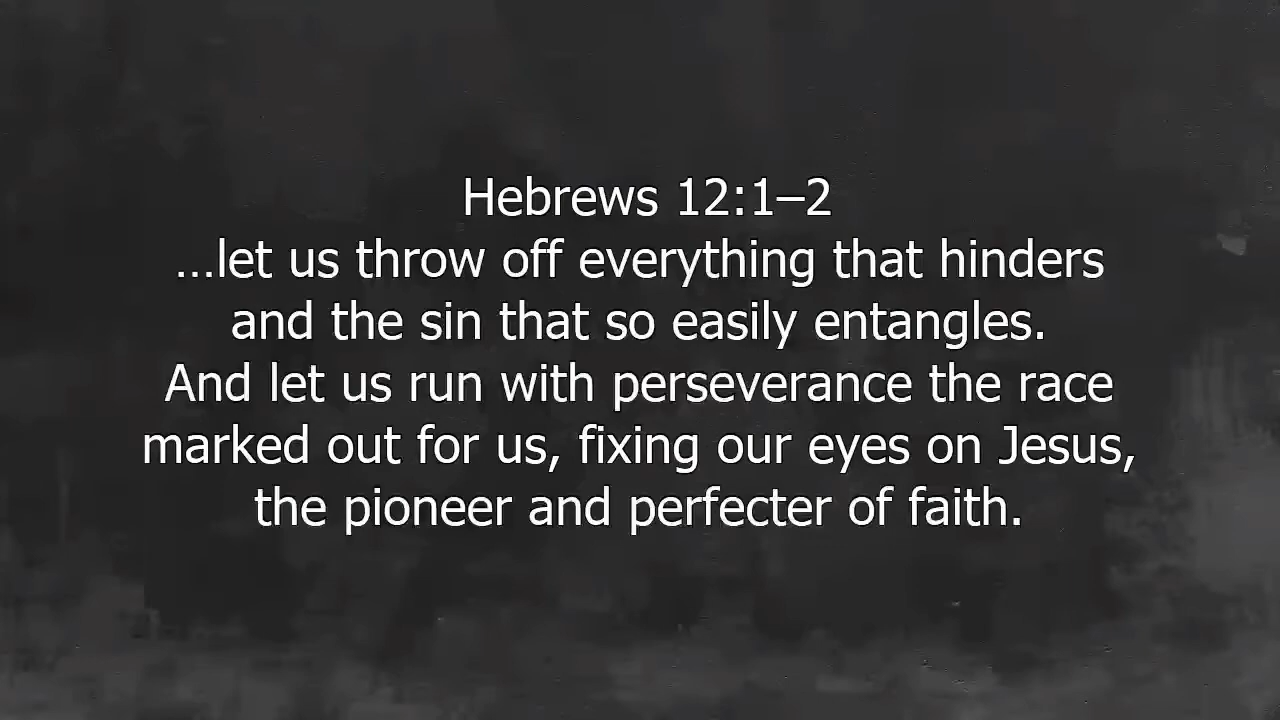 Hebrews 12:1–2
…let us throw off everything that hinders
and the sin that so easily entangles.
And let us run with perseverance the race
marked out for us, fixing our eyes on Jesus,
the pioneer and perfecter of faith.